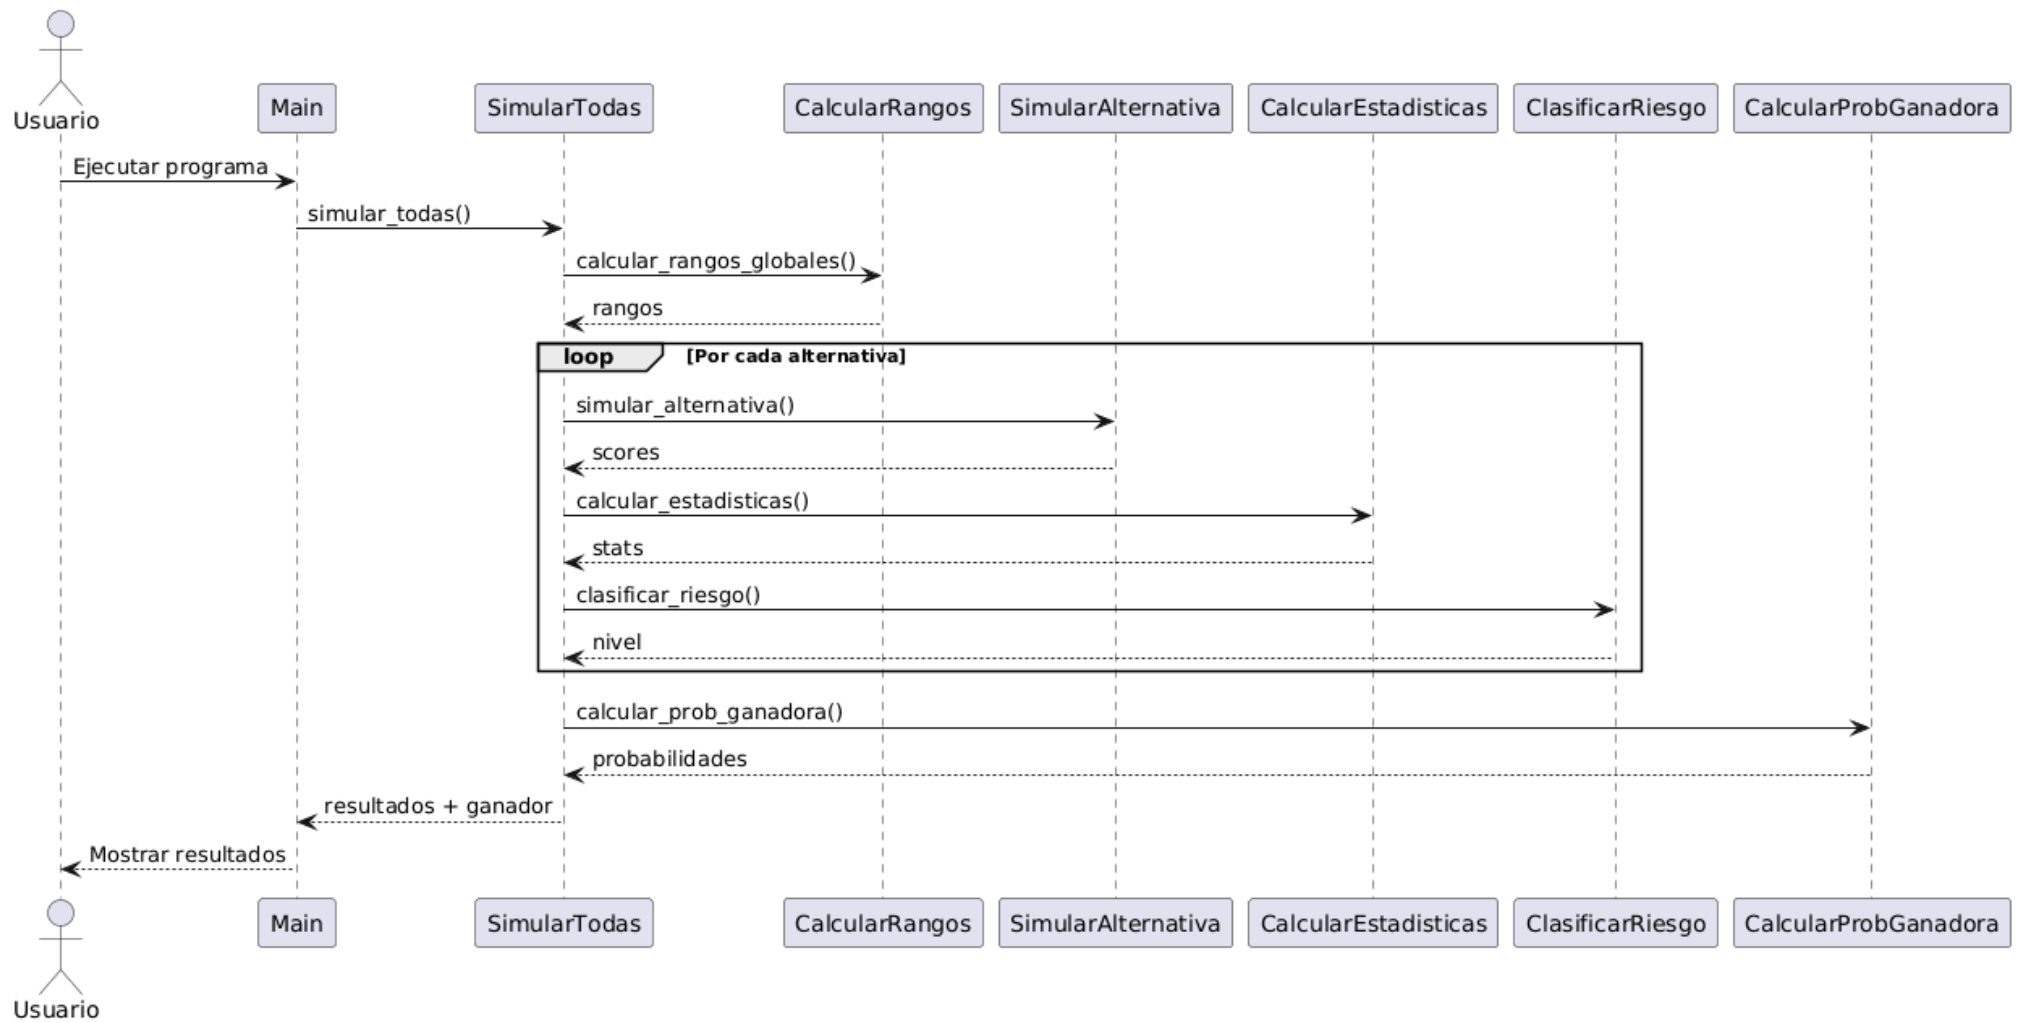 Usuario
Main
SimularTodas
CalcularRangos
SimularAlternativa
CalcularEstadisticas
ClasificarRiesgo
CalcularProbGanadora
Ejecutar programa
simular_todas()
calcular_rangos_globales()
rangos
loop
[Por cada alternativa]
simular_alternativa()
scores
calcular_estadisticas()
stats
clasificar_riesgo()
nivel
calcular_prob_ganadora()
probabilidades
resultados + ganador
Mostrar resultados
Main
SimularTodas
CalcularRangos
SimularAlternativa
CalcularEstadisticas
ClasificarRiesgo
CalcularProbGanadora
Usuario